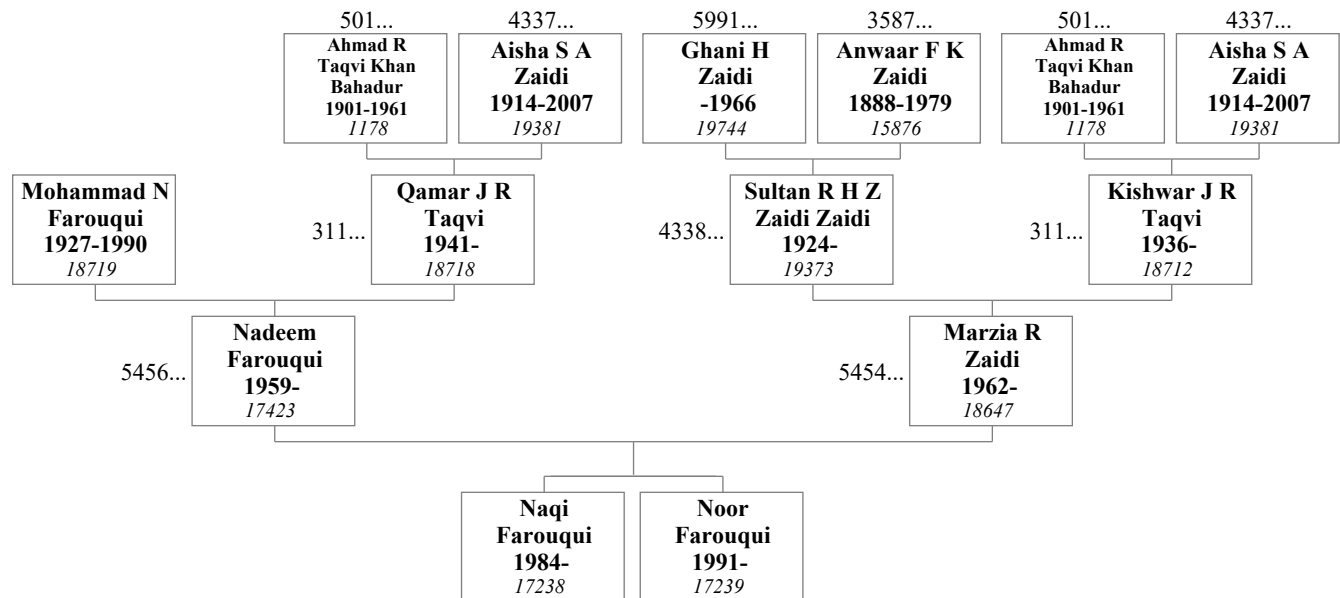 501...
4337...
5991...
3587...
501...
4337...
Ahmad R
Taqvi Khan
Bahadur
1901-1961
1178
Aisha S A
Zaidi
1914-2007
19381
Ghani H
Zaidi
-1966
19744
Anwaar F K
Zaidi
1888-1979
15876
Ahmad R
Taqvi Khan
Bahadur
1901-1961
1178
Aisha S A
Zaidi
1914-2007
19381
Mohammad N
Farouqui
1927-1990
18719
311...
Qamar J R
Taqvi
1941-
18718
4338...
Sultan R H Z
Zaidi Zaidi
1924-
19373
311...
Kishwar J R
Taqvi
1936-
18712
5456...
Nadeem
Farouqui
1959-
17423
5454...
Marzia R
Zaidi
1962-
18647
Naqi
Farouqui
1984-
17238
Noor
Farouqui
1991-
17239